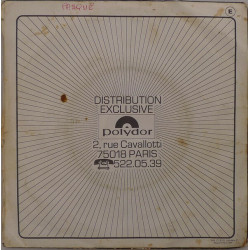 E
DISTRIBUTION
EXCLUSIVE
polydor
2, rue Cavallotti
75018 PARIS
522.05.39